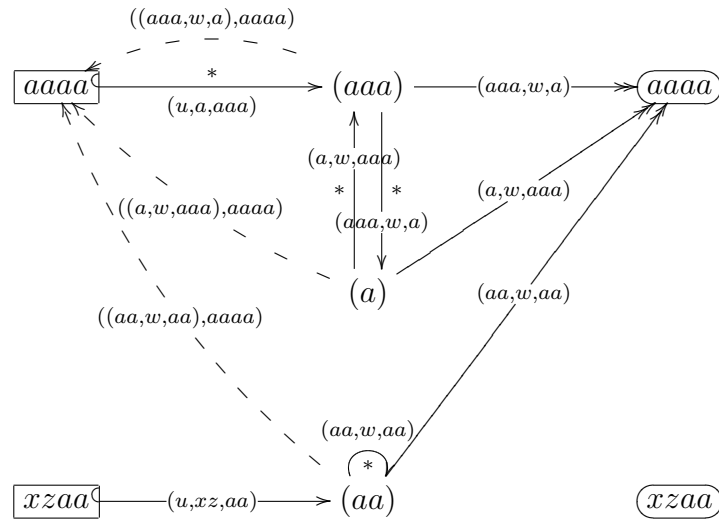 ((aaa,w,a),aaaa)
aaaa * (aaa) (aaa,w,a) aaaa
(u,a,aaa)
(a,w,aaa)
* *
(a,w,aaa)
((a,w,aaa),aaaa)
(aaa,w,a)
(a)
(aa,w,aa)
((aa,w,aa),aaaa)
(aa,w,aa)
*
xzaa (u,xz,aa) (aa) xzaa